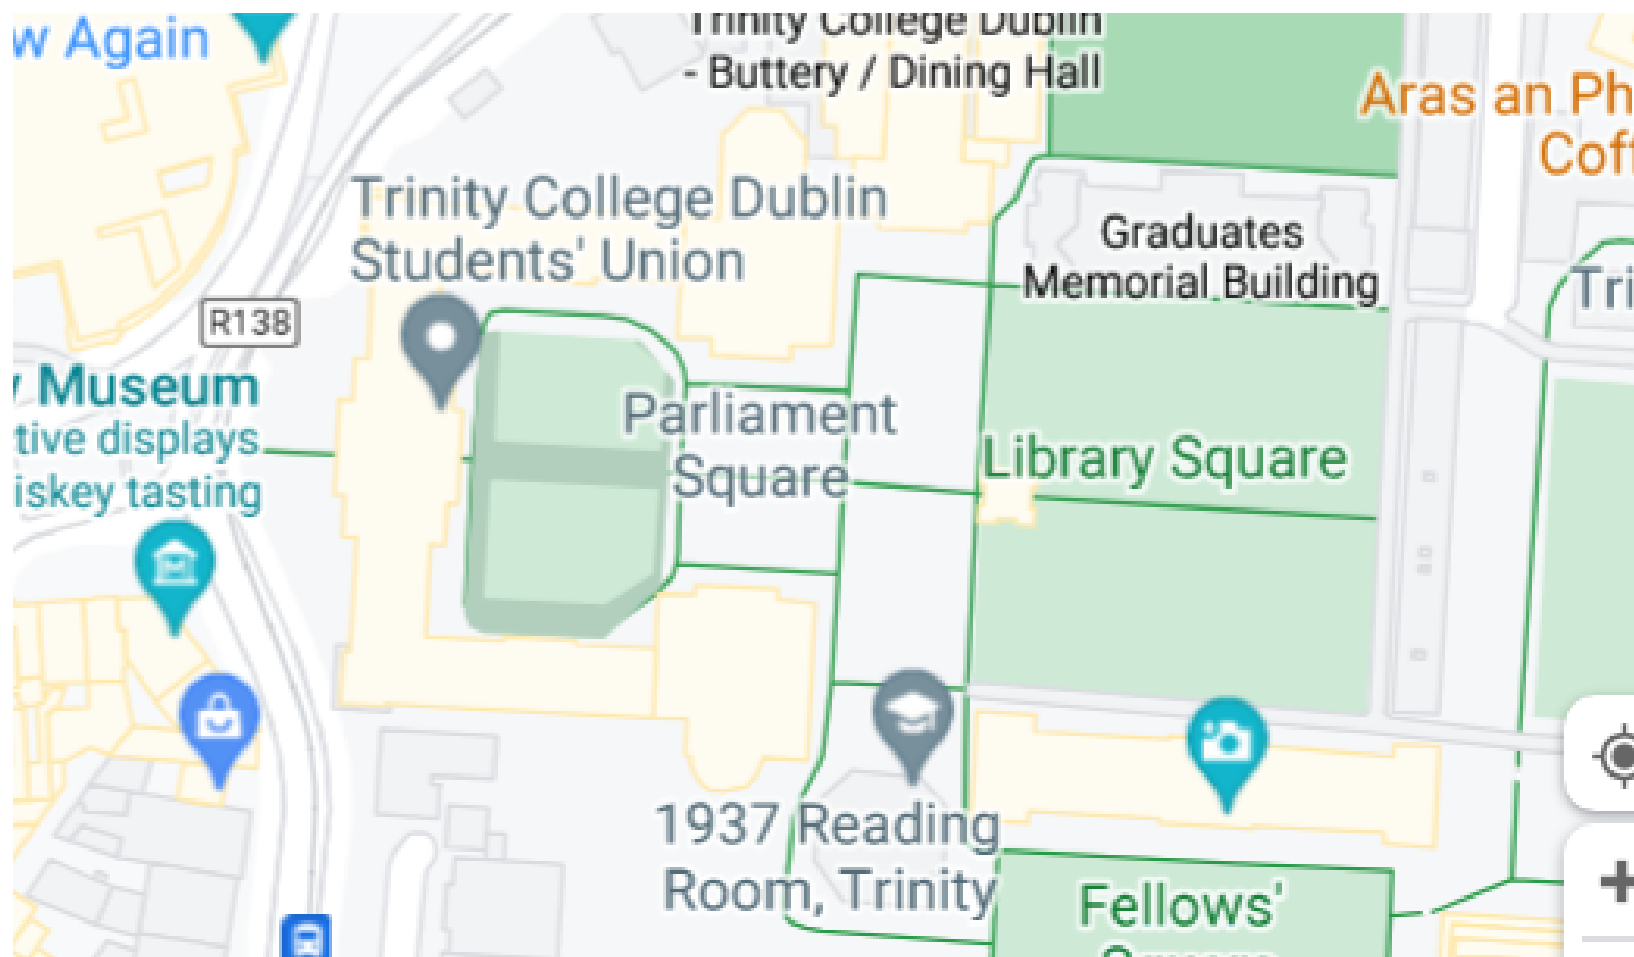 w Again
Trinity College Dublin
- Buttery / Dining Hall
Aras an Ph
Coff
Trinity College Dublin
Students' Union
Graduates
Memorial Building
Tri
R138
y Museum
tive displays
iskey tasting
Parliament
Square
Library Square
1937 Reading
Room, Trinity
Fellows'
Square